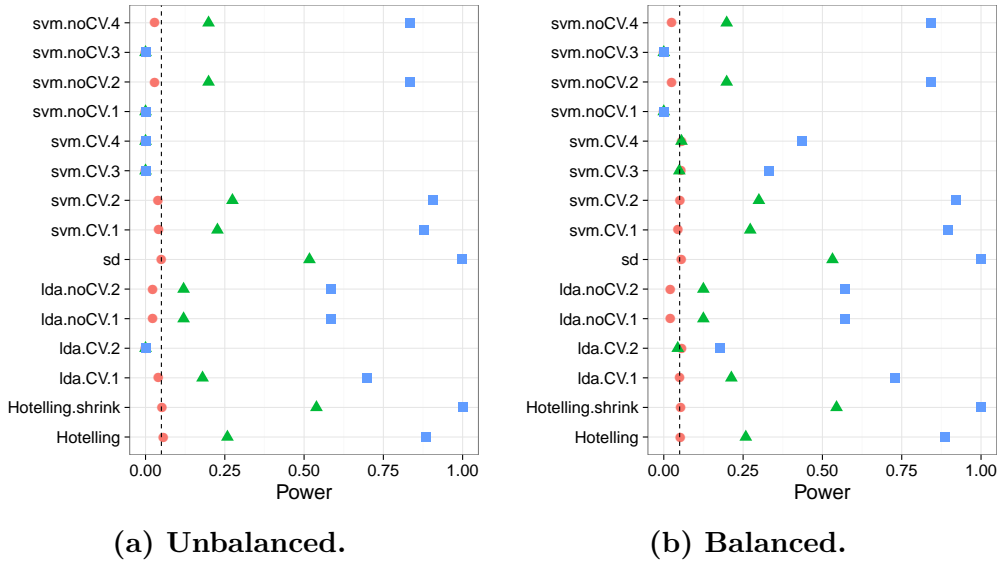 svm.noCV.4
svm.noCV.3
svm.noCV.2
svm.noCV.1
svm.CV.4
svm.CV.3
svm.CV.2
svm.CV.1
sd
lda.noCV.2
lda.noCV.1
lda.CV.2
lda.CV.1
Hotelling.shrink
Hotelling
0.00 0.25 0.50 0.75 1.00
Power
(a) Unbalanced.
svm.noCV.4
svm.noCV.3
svm.noCV.2
svm.noCV.1
svm.CV.4
svm.CV.3
svm.CV.2
svm.CV.1
sd
lda.noCV.2
lda.noCV.1
lda.CV.2
lda.CV.1
Hotelling.shrink
Hotelling
0.00 0.25 0.50 0.75 1.00
Power
(b) Balanced.